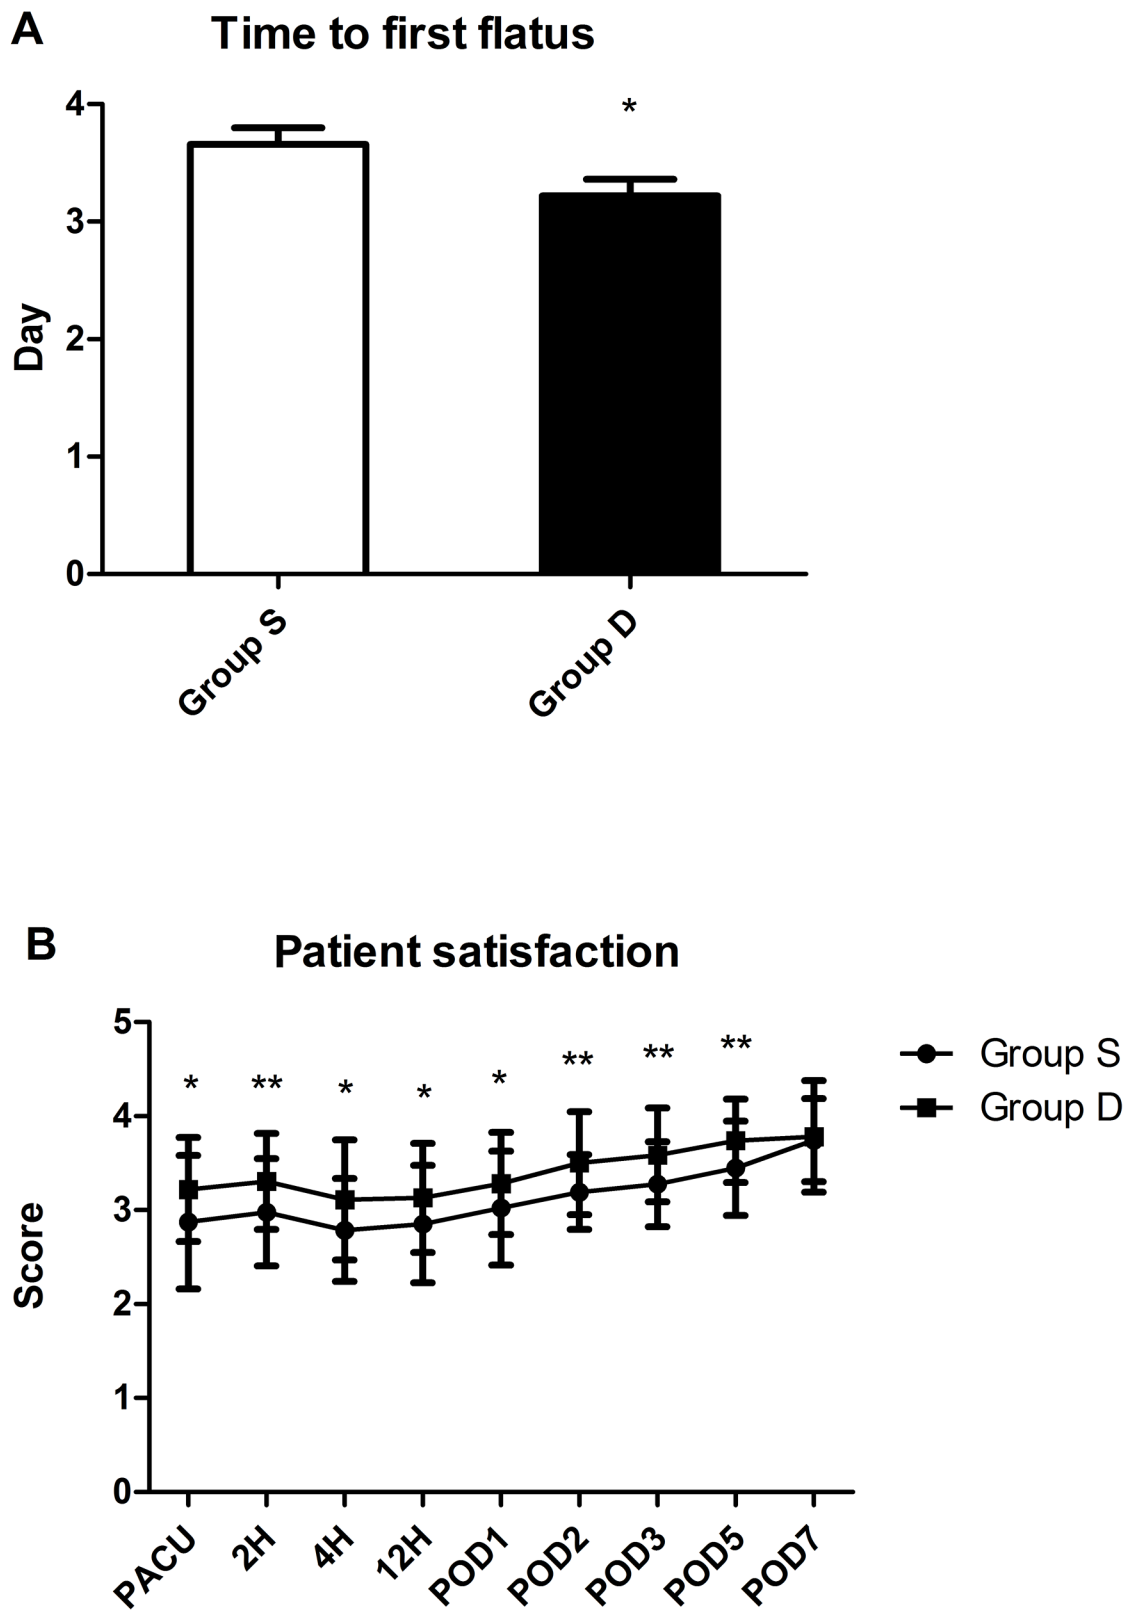 A
Time to first flatus
*
4
3
2
1
0
Day
Group S
Group D
B
Patient satisfaction
* ** * * * ** ** **
5
4
3
2
1
0
Score
PACU
2H
4H
12H
POD1
POD2
POD3
POD5
POD7
Group S
Group D